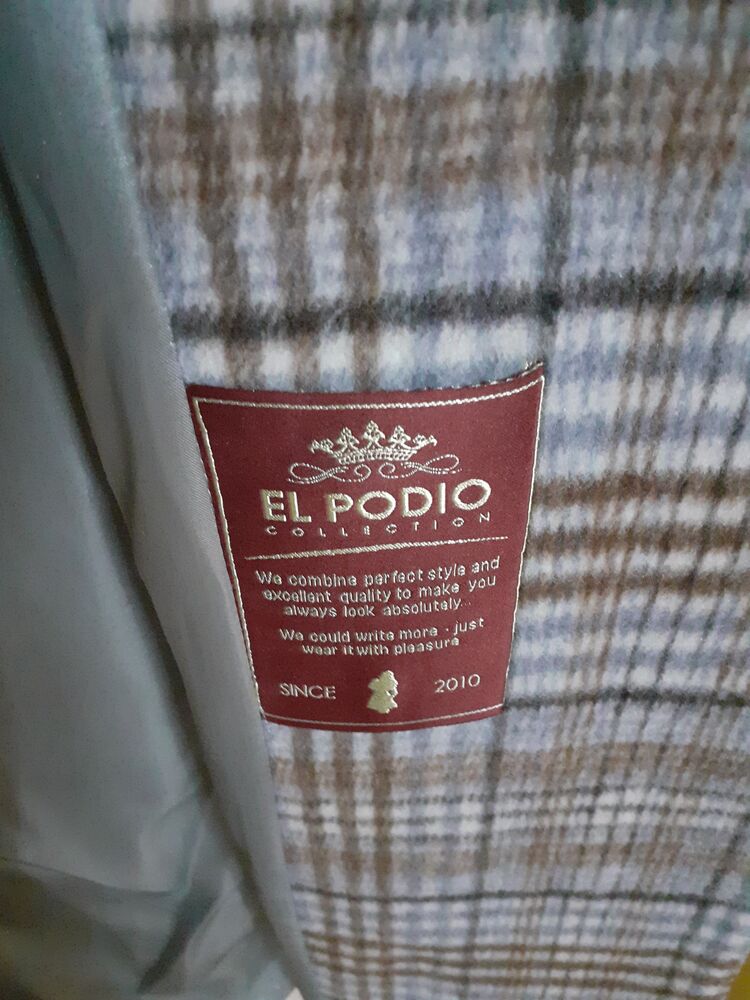 EL PODIO
COLLECTION
We combine perfect style and
excellent quality to make you
always look absolutely...
We could write more - just
wear it with pleasure
SINCE 2010